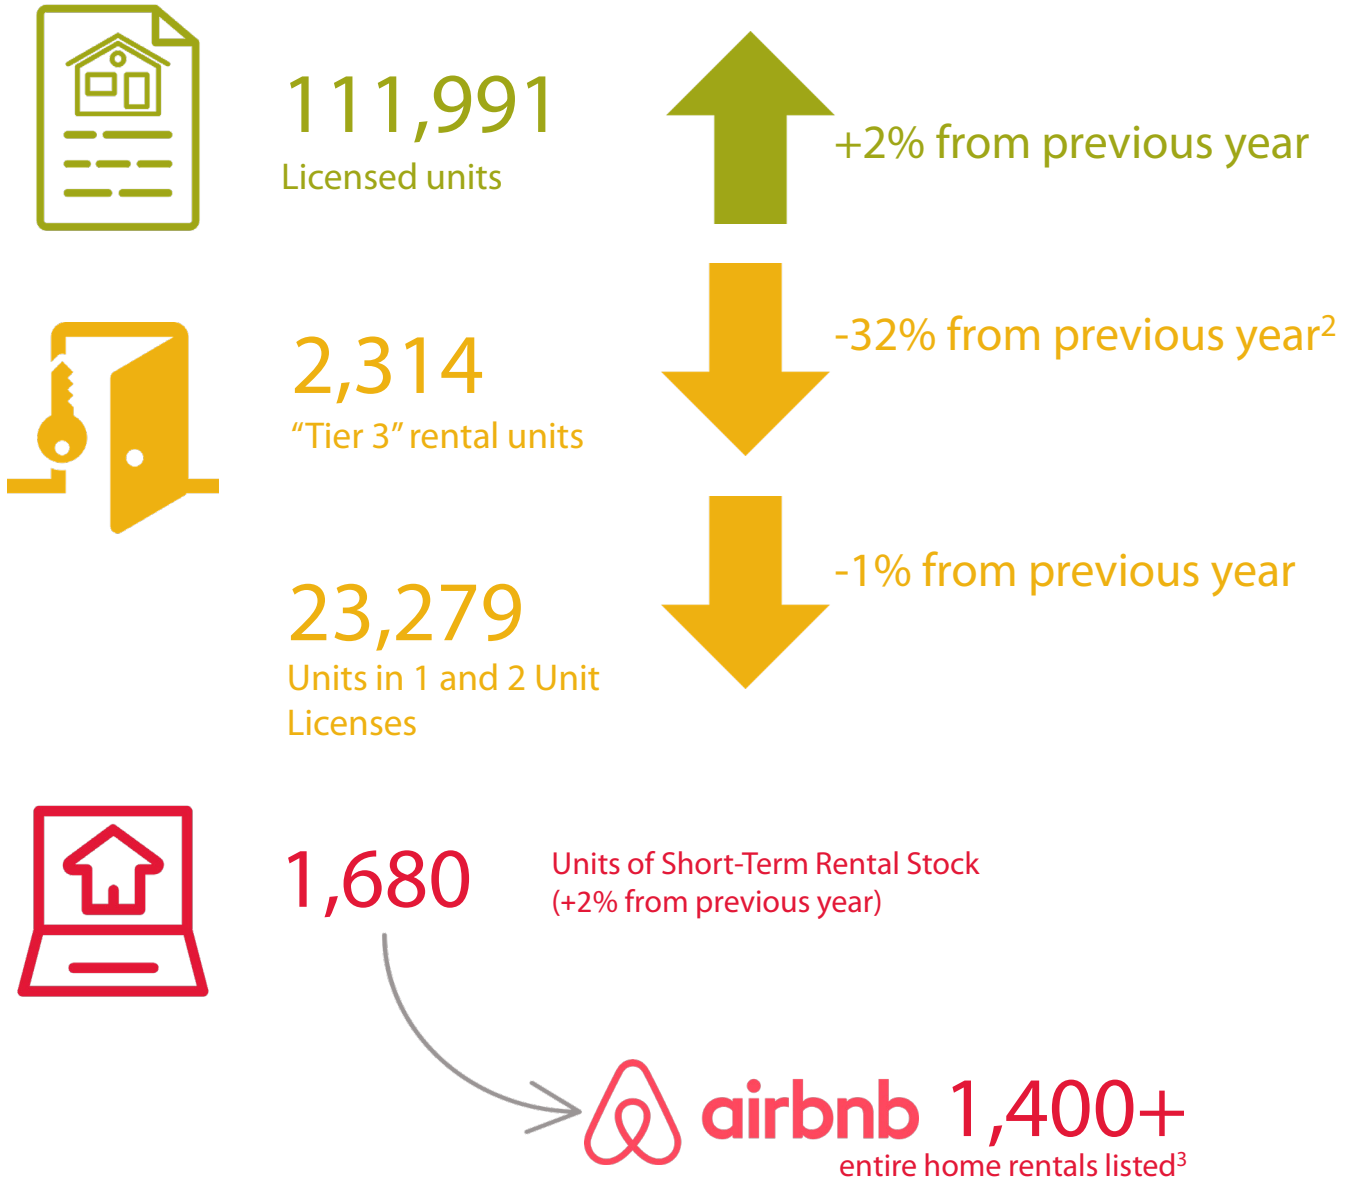 111,991
Licensed units
+2% from previous year
2,314
“Tier 3” rental units
-32% from previous year2
23,279
Units in 1 and 2 Unit
Licenses
-1% from previous year
1,680
Units of Short-Term Rental Stock
(+2% from previous year)
airbnb 1,400+
entire home rentals listed3